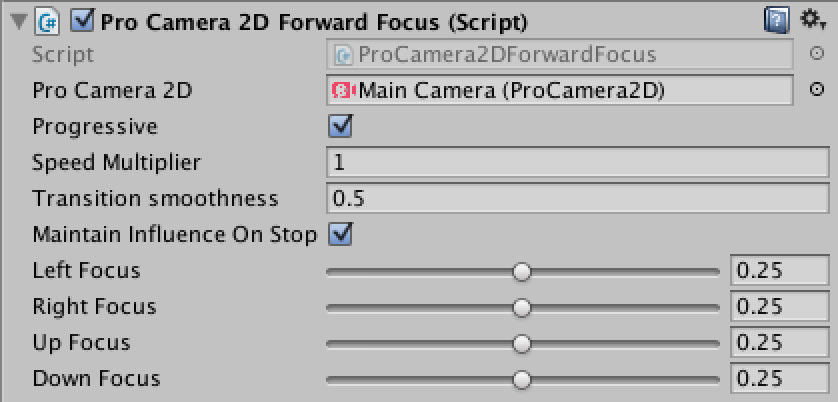 Pro Camera 2D Forward Focus (Script)
Script ProCamera2DForwardFocus
Pro Camera 2D Main Camera (ProCamera2D)
Progressive
Speed Multiplier 1
Transition smoothness 0.5
Maintain Influence On Stop
Left Focus 0.25
Right Focus 0.25
Up Focus 0.25
Down Focus 0.25